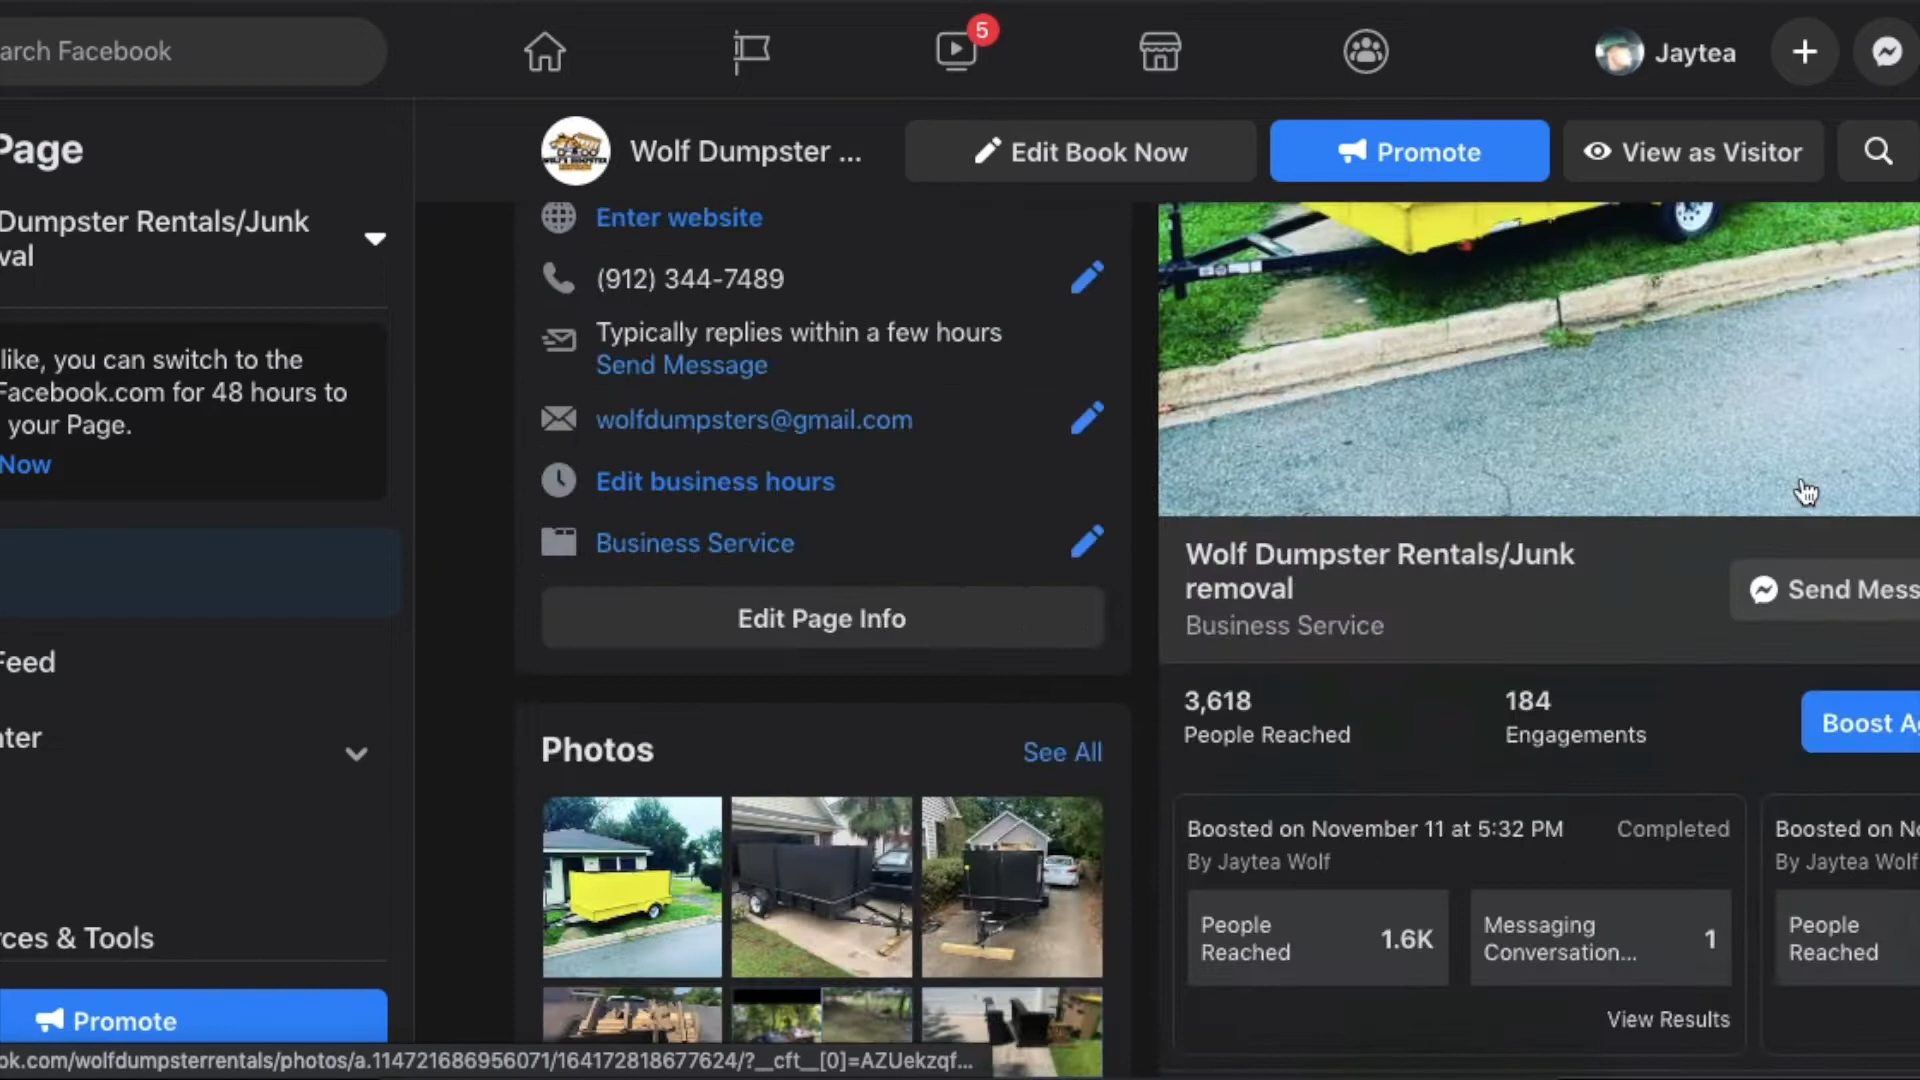 arch Facebook
5
Jaytea
Page
Dumpster Rentals/Junk
val
like, you can switch to the
Facebook.com for 48 hours to
your Page.
Now
Feed
nter
rces & Tools
Promote
Wolf Dumpster ...
Edit Book Now
Promote
View as Visitor
Enter website
(912) 344-7489
Typically replies within a few hours
Send Message
wolfdumpsters@gmail.com
Edit business hours
Business Service
Edit Page Info
Photos
See All
Wolf Dumpster Rentals/Junk
removal
Business Service
Send Mess
3,618
People Reached
184
Engagements
Boost Ag
Boosted on November 11 at 5:32 PM
Completed
By Jaytea Wolf
People
Reached
1.6K
Messaging
Conversation...
1
View Results
Boosted on No
By Jaytea Wolf
People
Reached
ok.com/wolfdumpsterrentals/photos/a.114721686956071/164172818677624/?__cft__[0]=AZUekzqf...